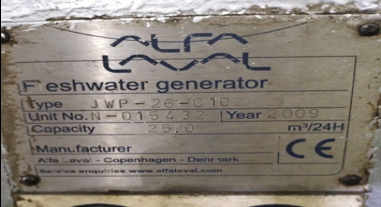 ALFA
LAVAL
Freshwater generator
Type JWP-26-C100
Unit No. N-015432 Year 2009
Capacity 25,0 m³/24H
Manufacturer
Alfa Laval - Copenhagen - Denmark CE
Service enquiries www.alfalaval.com